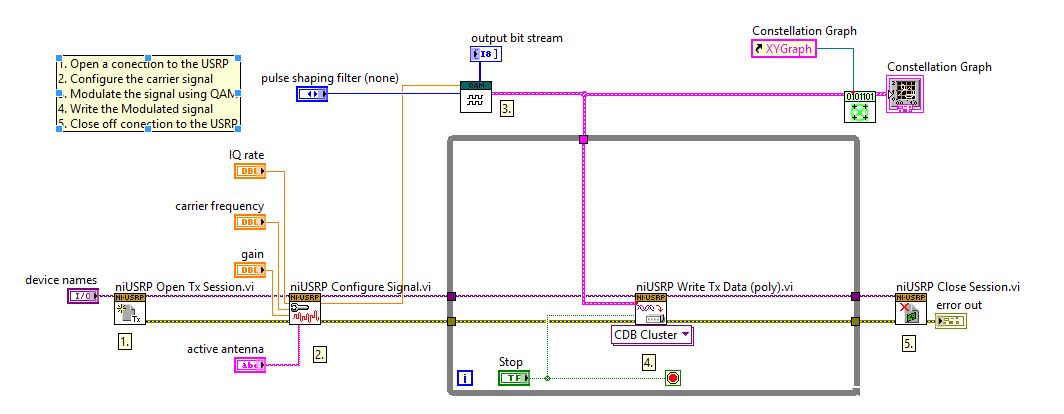 output bit stream
I8
Constellation Graph
XYGraph
Constellation Graph
1. Open a conection to the USRP
2. Configure the carrier signal
3. Modulate the signal using QAM
4. Write the Modulated signal
5. Close off conection to the USRP
pulse shaping filter (none)
QAM
3.
0101101
IQ rate
DBL
carrier frequency
DBL
gain
DBL
device names
I/O
niUSRP Open Tx Session.vi
NI-USRP
Tx
1.
niUSRP Configure Signal.vi
NI-USRP
2.
active antenna
abc
niUSRP Write Tx Data (poly).vi
NI-USRP
CDB Cluster
4.
Stop
TF
i
niUSRP Close Session.vi
NI-USRP
error out
5.